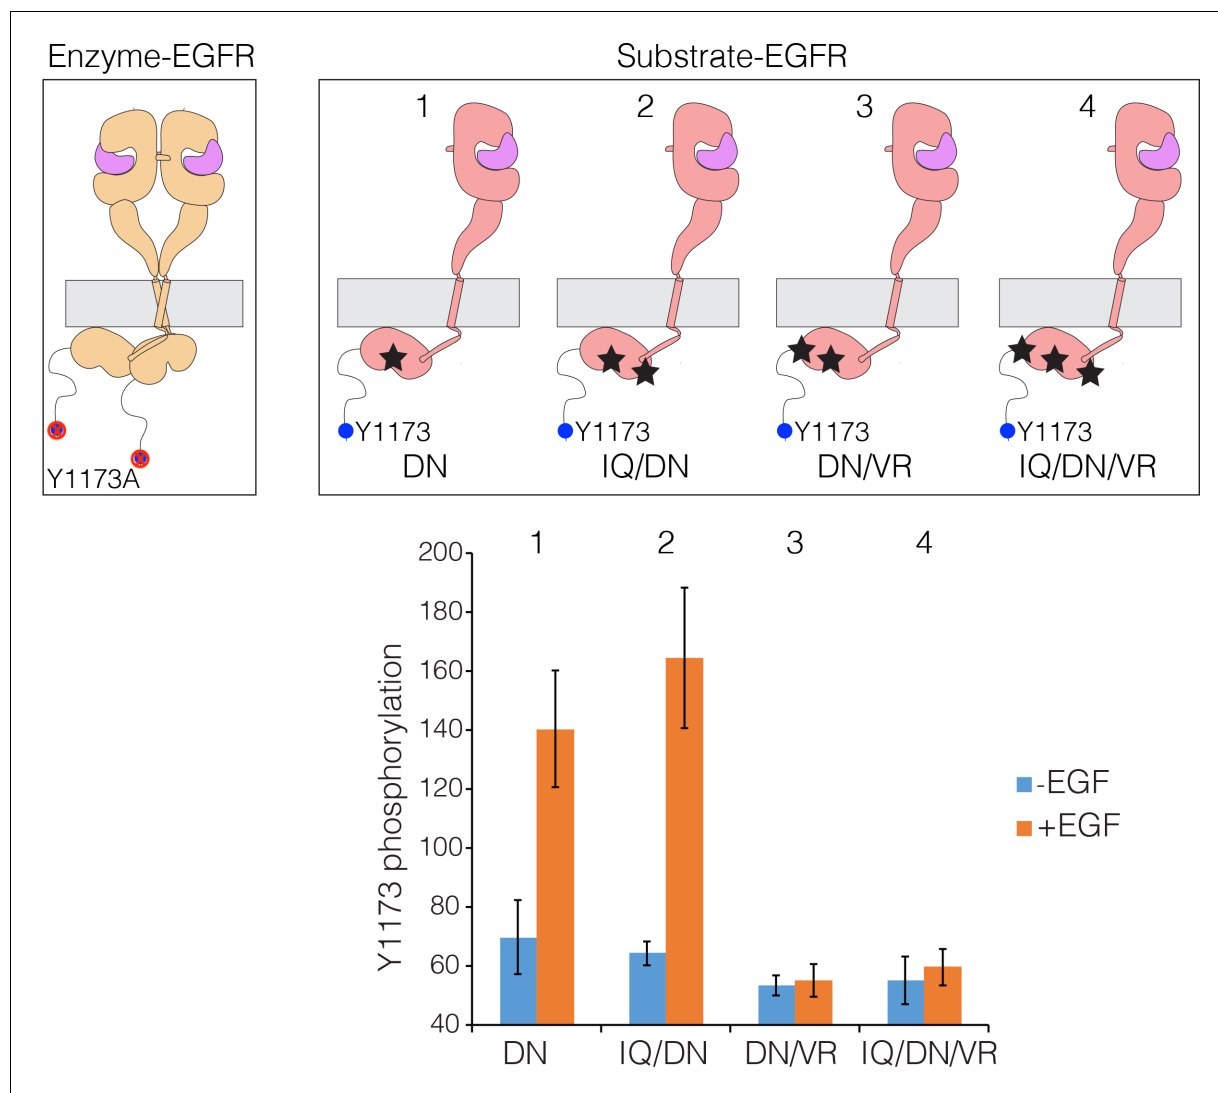 Enzyme-EGFR
Substrate-EGFR
1 2 3 4
Y1173A
Y1173 Y1173 Y1173 Y1173
DN IQ/DN DN/VR IQ/DN/VR
1 2 3 4
Y1173 phosphorylation
200
180
160
140
120
100
80
60
40
DN IQ/DN DN/VR IQ/DN/VR
-EGF
+EGF